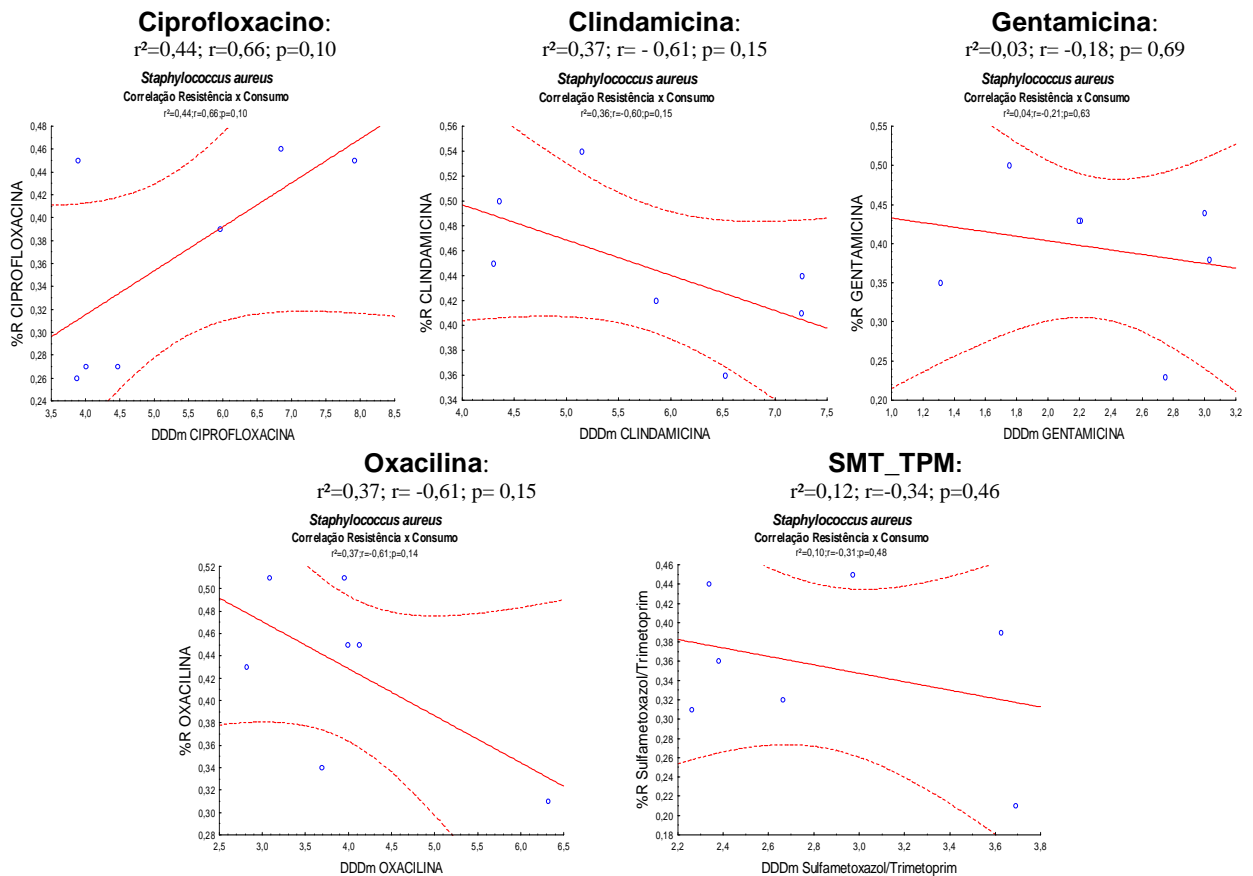 Ciprofloxacino:
r²=0,44; r=0,66; p=0,10
Staphylococcus aureus
Correlação Resistência x Consumo
r²=0,44;r=0,66;p=0,10
%R CIPROFLOXACINA
0,48
0,46
0,44
0,42
0,40
0,38
0,36
0,34
0,32
0,30
0,28
0,26
0,24
3,5 4,0 4,5 5,0 5,5 6,0 6,5 7,0 7,5 8,0 8,5
DDDm CIPROFLOXACINA
Clindamicina:
r²=0,37; r= - 0,61; p= 0,15
Staphylococcus aureus
Correlação Resistência x Consumo
r²=0,36;r=-0,60;p=0,15
%R CLINDAMICINA
0,56
0,54
0,52
0,50
0,48
0,46
0,44
0,42
0,40
0,38
0,36
0,34
4,0 4,5 5,0 5,5 6,0 6,5 7,0 7,5
DDDm CLINDAMICINA
Gentamicina:
r²=0,03; r= -0,18; p= 0,69
Staphylococcus aureus
Correlação Resistência x Consumo
r²=0,04;r=-0,21;p=0,63
%R GENTAMICINA
0,55
0,50
0,45
0,40
0,35
0,30
0,25
0,20
1,0 1,2 1,4 1,6 1,8 2,0 2,2 2,4 2,6 2,8 3,0 3,2
DDDm GENTAMICINA
Oxacilina:
r²=0,37; r= -0,61; p= 0,15
Staphylococcus aureus
Correlação Resistência x Consumo
r²=0,37;r=-0,61;p=0,14
%R OXACILINA
0,52
0,50
0,48
0,46
0,44
0,42
0,40
0,38
0,36
0,34
0,32
0,30
0,28
2,5 3,0 3,5 4,0 4,5 5,0 5,5 6,0 6,5
DDDm OXACILINA
SMT_TPM:
r²=0,12; r=-0,34; p=0,46
Staphylococcus aureus
Correlação Resistência x Consumo
r²=0,10;r=-0,31;p=0,48
%R Sulfametoxazol/Trimetoprim
0,46
0,44
0,42
0,40
0,38
0,36
0,34
0,32
0,30
0,28
0,26
0,24
0,22
0,20
0,18
2,2 2,4 2,6 2,8 3,0 3,2 3,4 3,6 3,8
DDDm Sulfametoxazol/Trimetoprim